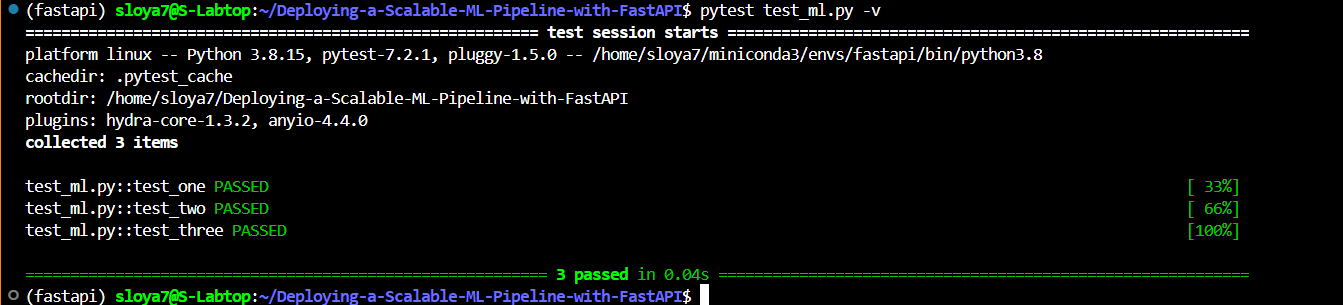 (fastapi) sloya7@S-Labtop:~/Deploying-a-Scalable-ML-Pipeline-with-FastAPI$ pytest test_ml.py -v
========================================================= test session starts ==========================================================
platform linux -- Python 3.8.15, pytest-7.2.1, pluggy-1.5.0 -- /home/sloya7/miniconda3/envs/fastapi/bin/python3.8
cachedir: .pytest_cache
rootdir: /home/sloya7/Deploying-a-Scalable-ML-Pipeline-with-FastAPI
plugins: hydra-core-1.3.2, anyio-4.4.0
collected 3 items
test_ml.py::test_one PASSED [ 33%]
test_ml.py::test_two PASSED [ 66%]
test_ml.py::test_three PASSED [100%]
========================================================== 3 passed in 0.04s ===========================================================
(fastapi) sloya7@S-Labtop:~/Deploying-a-Scalable-ML-Pipeline-with-FastAPI$